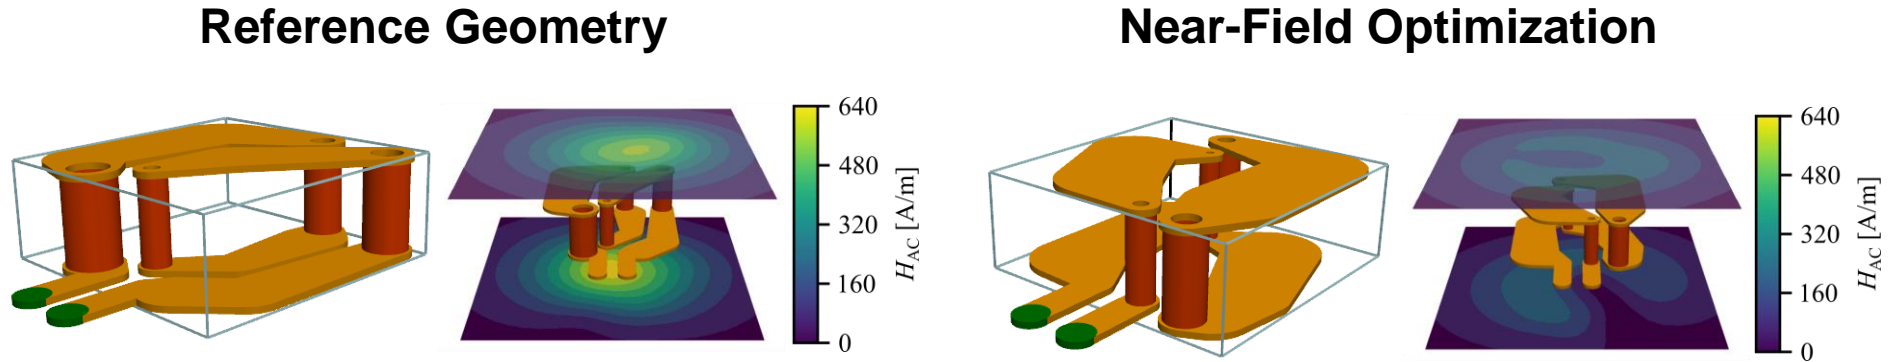 Reference Geometry
Near-Field Optimization
640
480
320
160
0
H_AC [A/m]
640
480
320
160
0
H_AC [A/m]